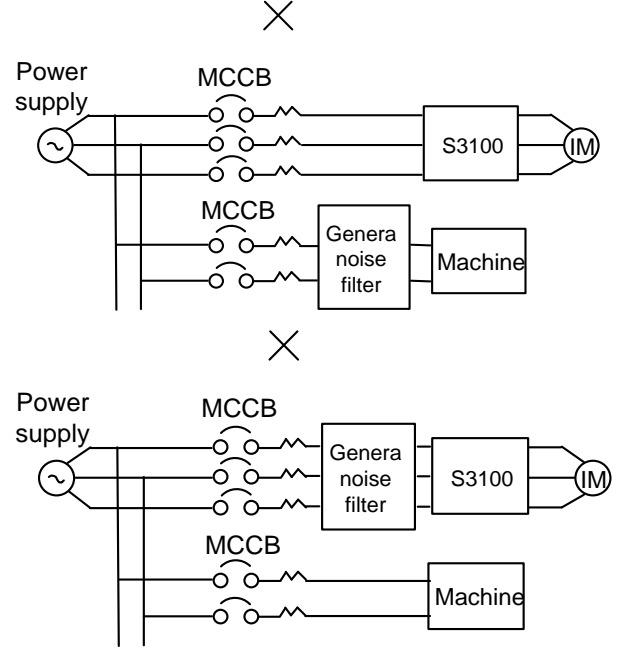 Power
supply
MCCB
S3100
IM
MCCB
Genera
noise
filter
Machine
Power
supply
MCCB
Genera
noise
filter
S3100
IM
MCCB
Machine